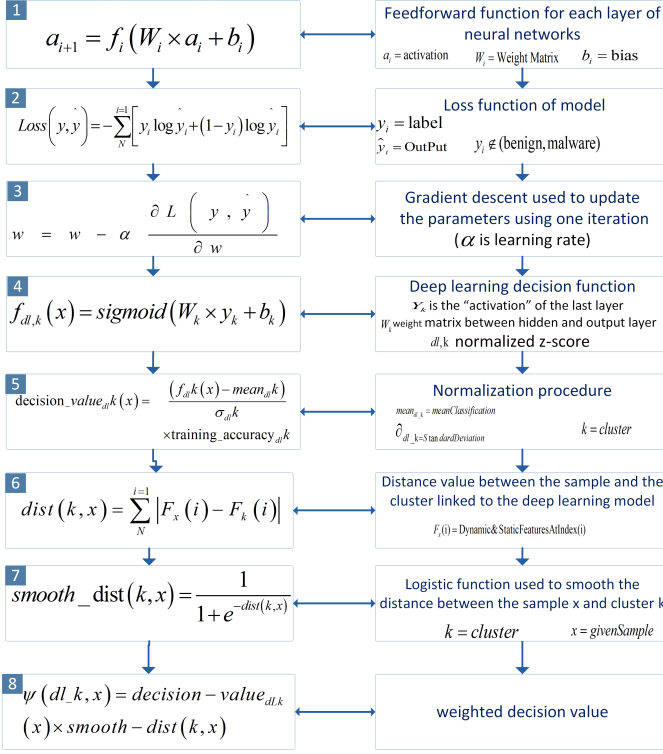 1
a_{i+1} = f_i (W_i × a_i + b_i)
Feedforward function for each layer of
neural networks
a_i = activation W_i = Weight Matrix b_i = bias
2
Loss(y, ŷ) = -∑_{N}^{i=1} [y_i log ŷ_i + (1 - y_i) log ŷ_i]
Loss function of model
y_i = label
ŷ_i = OutPut y_i ∉ (benign, malware)
3
w = w - α ∂ L ( y , ŷ ) / ∂ w
Gradient descent used to update
the parameters using one iteration
(α is learning rate)
4
f_{dl,k} (x) = sigmoid (W_k × y_k + b_k)
Deep learning decision function
Y_k is the “activation” of the last layer
W_k weight matrix between hidden and output layer
dl,k normalized z-score
5
decision_value_{dl} k (x) = (f_{dl} k (x) - mean_{dl} k) / σ_{dl} k
×training_accuracy_{dl} k
Normalization procedure
mean_{dl_k} = meanClassification
∂_{dl_k=StandardDeviation} k = cluster
6
dist (k, x) = ∑_{N}^{i=1} |F_x (i) - F_k (i)|
Distance value between the sample and the
cluster linked to the deep learning model
F_x(i) = Dynamic&StaticFeaturesAtIndex(i)
7
smooth_dist(k, x) = 1 / 1 + e^{-dist(k,x)}
Logistic function used to smooth the
distance between the sample x and cluster k
k = cluster x = givenSample
8
ψ (dl_k, x) = decision - value_{dLk}
(x) × smooth - dist (k, x)
weighted decision value